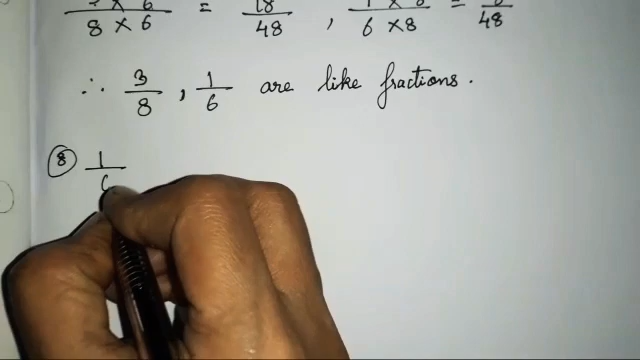 8 × 6 = 18/48 , 6 × 8 = 48
∴ 3/8 , 1/6 are like fractions.
8 1